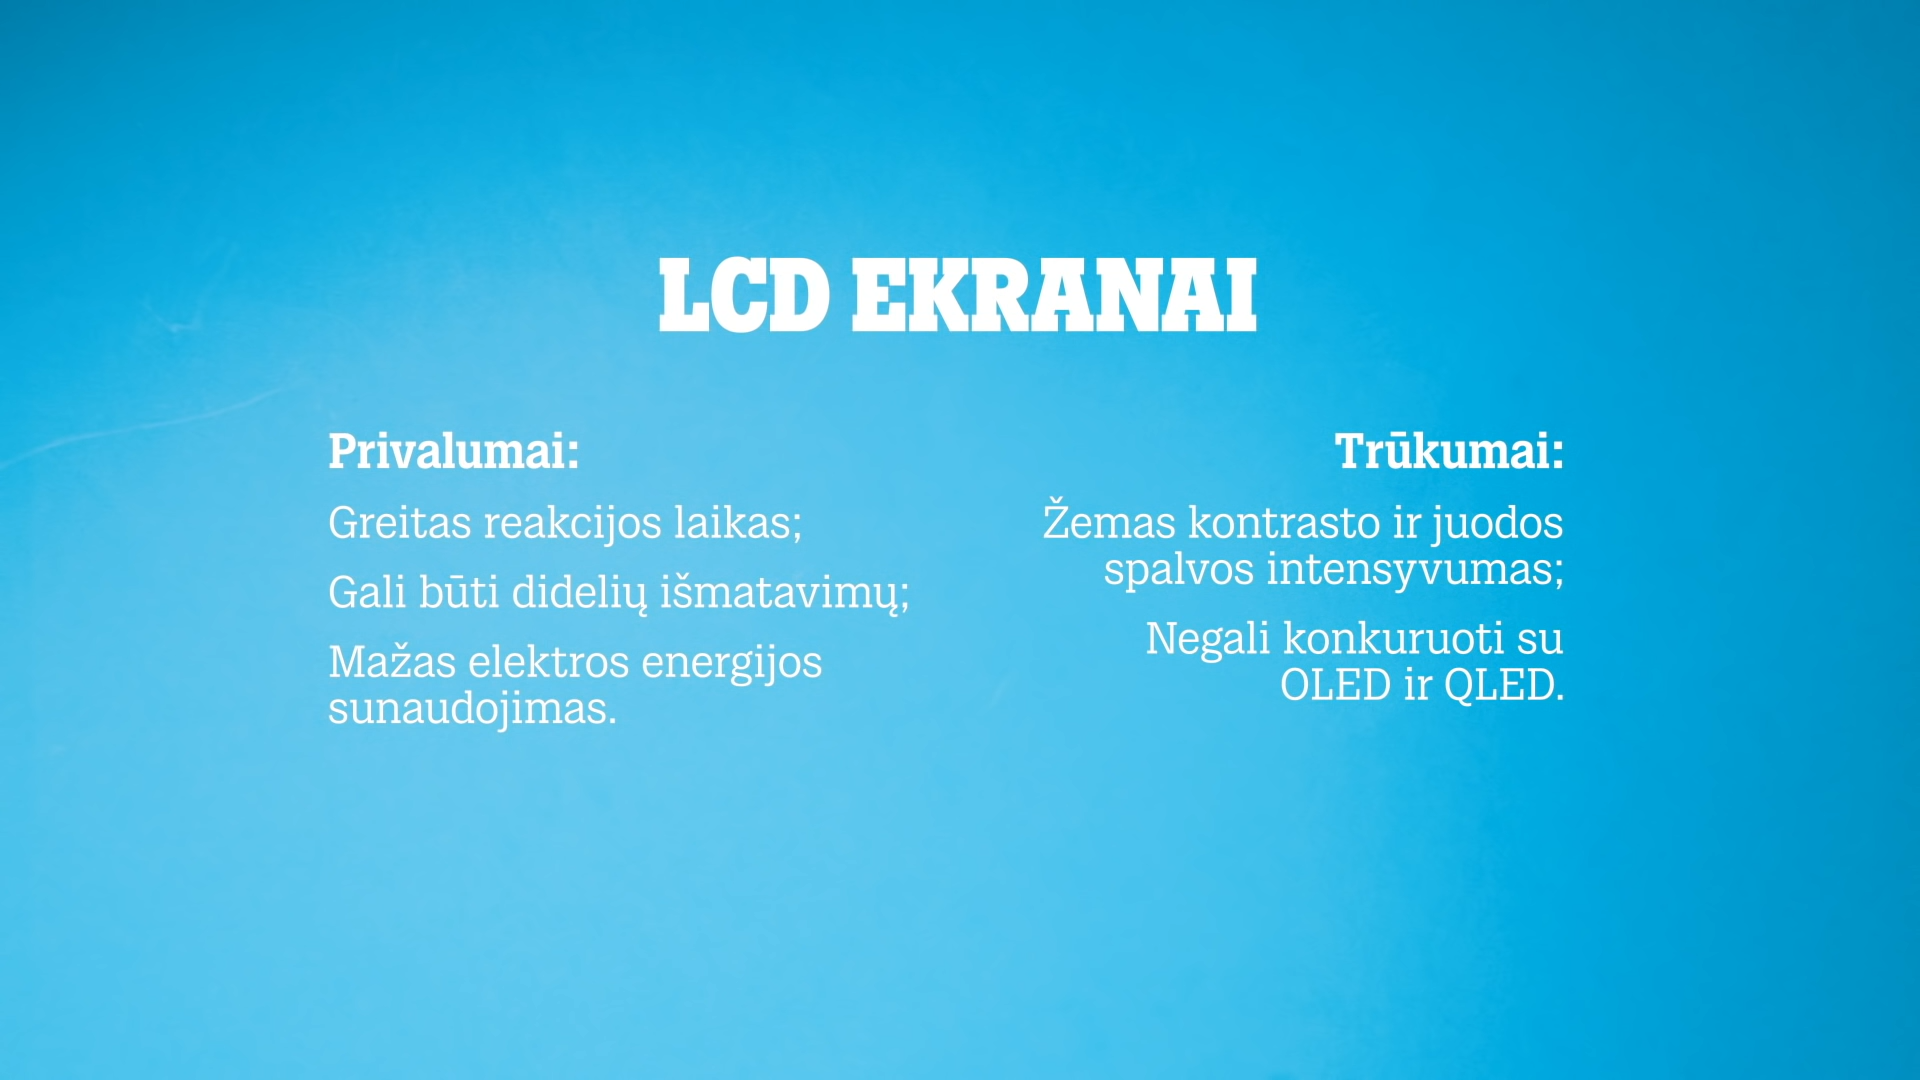 LCD EKRANAI
Privalumai:
Greitas reakcijos laikas;
Gali būti didelių išmatavimų;
Mažas elektros energijos
sunaudojimas.
Trūkumai:
Žemas kontrasto ir juodos
spalvos intensyvumas;
Negali konkuruoti su
OLED ir QLED.